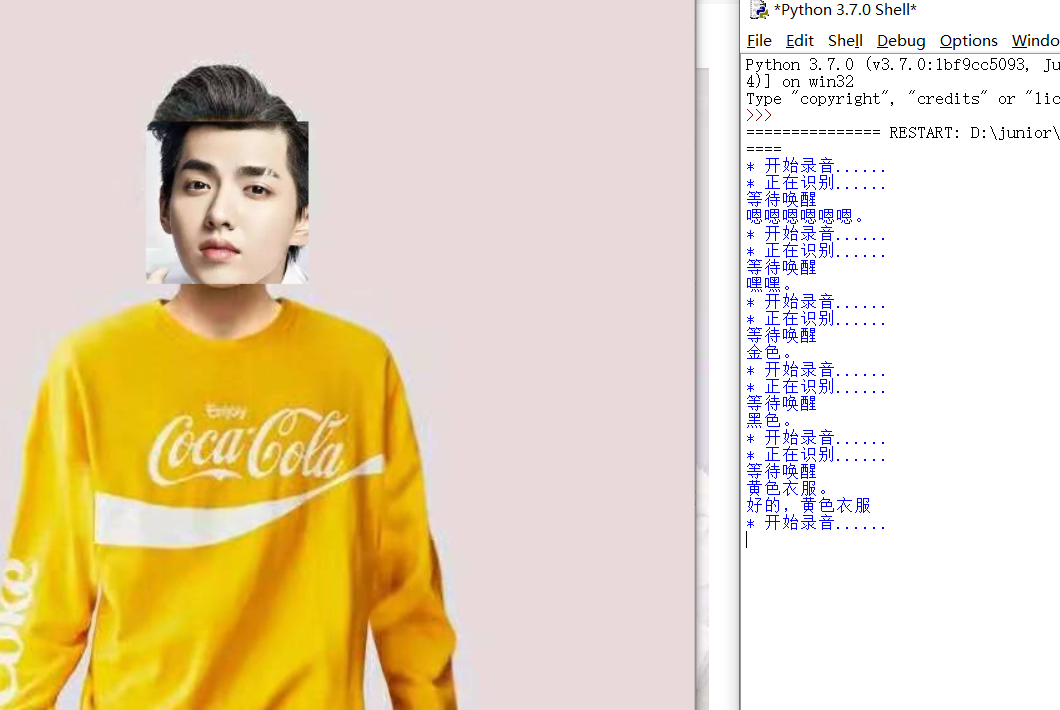 Enjoy
Coca-Cola
coke
*Python 3.7.0 Shell*
File Edit Shell Debug Options Windo
Python 3.7.0 (v3.7.0:1bf9cc5093, Ju
4)] on win32
Type "copyright", "credits" or "lic
>>>
=============== RESTART: D:\junior\
====
* 开始录音......
* 正在识别......
等待唤醒
嗯嗯嗯嗯嗯嗯。
* 开始录音......
* 正在识别......
等待唤醒
嘿嘿。
* 开始录音......
* 正在识别......
等待唤醒
金色。
* 开始录音......
* 正在识别......
等待唤醒
黑色。
* 开始录音......
* 正在识别......
等待唤醒
黄色衣服。
好的，黄色衣服
* 开始录音......